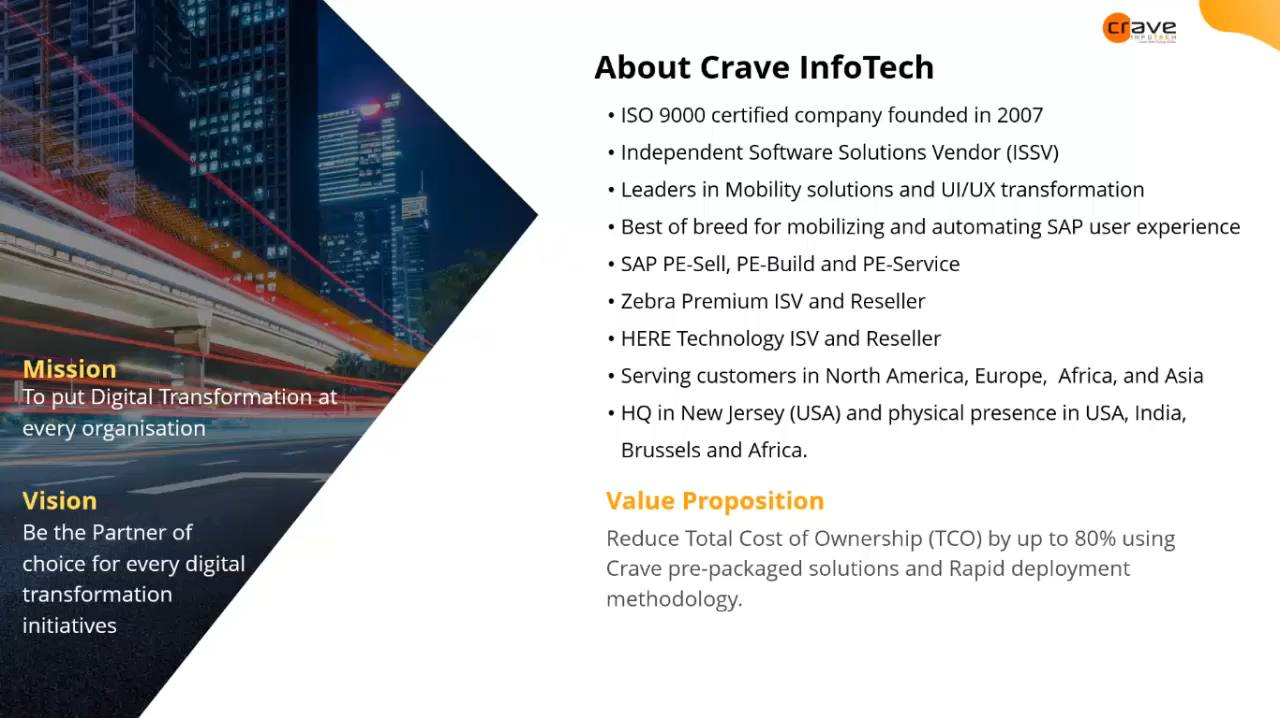 crave
INFOTECH
About Crave InfoTech
• ISO 9000 certified company founded in 2007
• Independent Software Solutions Vendor (ISSV)
• Leaders in Mobility solutions and UI/UX transformation
• Best of breed for mobilizing and automating SAP user experience
• SAP PE-Sell, PE-Build and PE-Service
• Zebra Premium ISV and Reseller
• HERE Technology ISV and Reseller
• Serving customers in North America, Europe,  Africa, and Asia
• HQ in New Jersey (USA) and physical presence in USA, India,
Brussels and Africa.
Value Proposition
Reduce Total Cost of Ownership (TCO) by up to 80% using
Crave pre-packaged solutions and Rapid deployment
methodology.
Mission
To put Digital Transformation at
every organisation
Vision
Be the Partner of
choice for every digital
transformation
initiatives